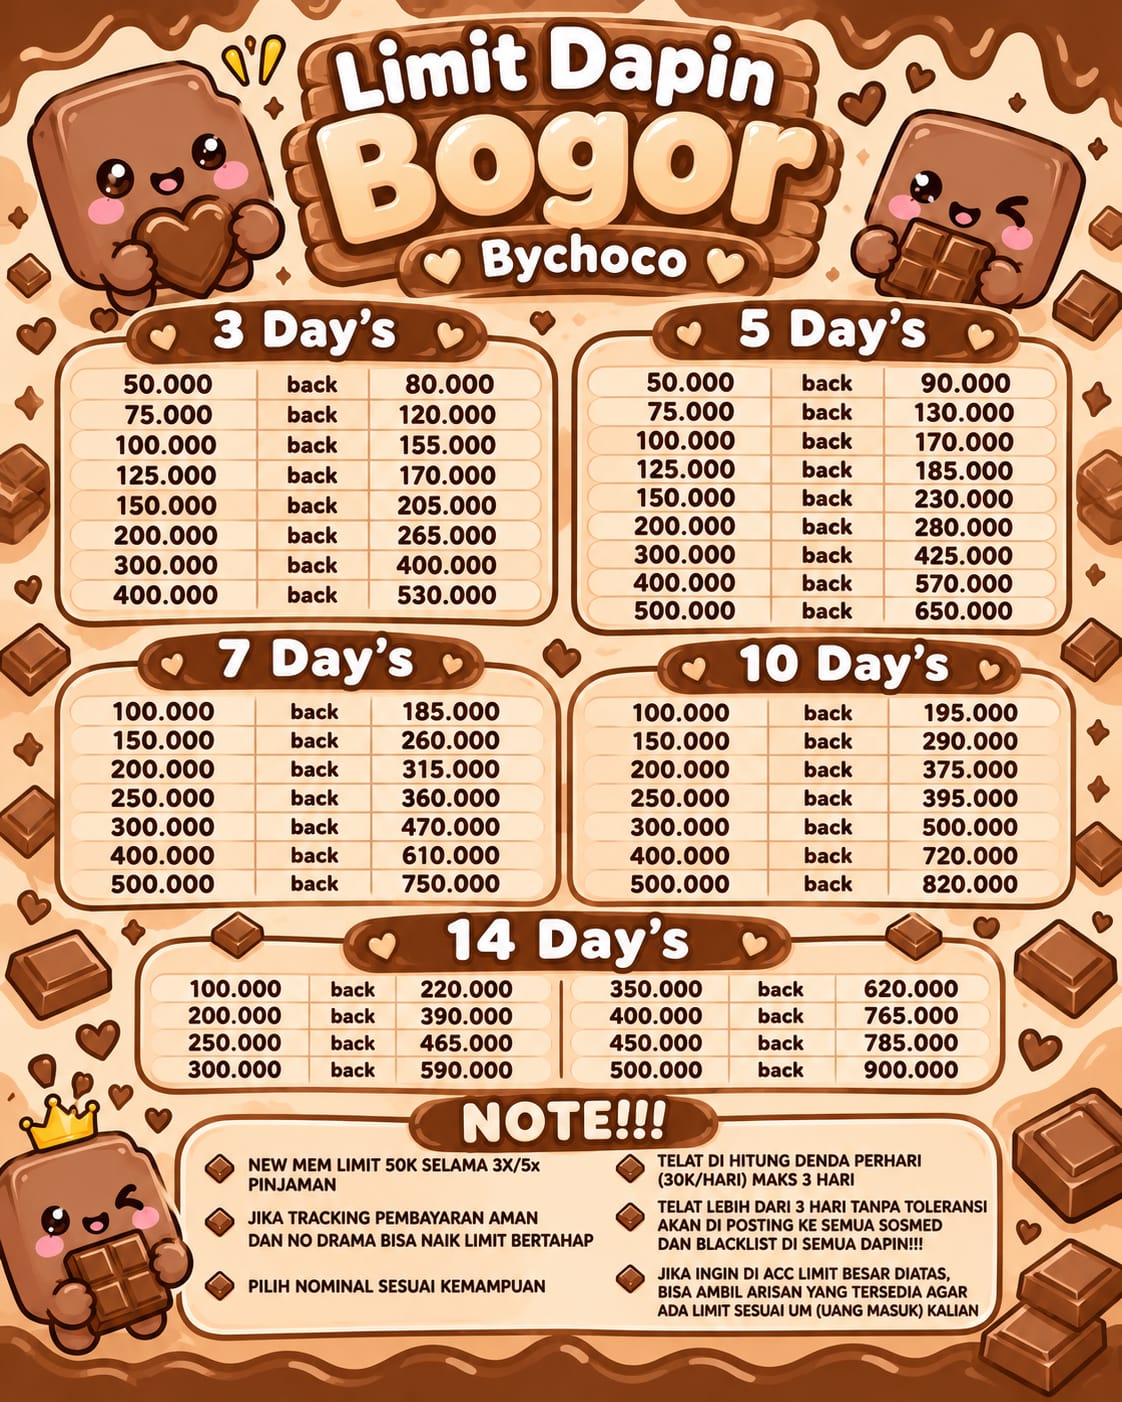 Limit Dapin
Bogor
Bychoco
3 Day's
50.000 back 80.000
75.000 back 120.000
100.000 back 155.000
125.000 back 170.000
150.000 back 205.000
200.000 back 265.000
300.000 back 400.000
400.000 back 530.000
5 Day's
50.000 back 90.000
75.000 back 130.000
100.000 back 170.000
125.000 back 185.000
150.000 back 230.000
200.000 back 280.000
300.000 back 425.000
400.000 back 570.000
500.000 back 650.000
7 Day's
100.000 back 185.000
150.000 back 260.000
200.000 back 315.000
250.000 back 360.000
300.000 back 470.000
400.000 back 610.000
500.000 back 750.000
10 Day's
100.000 back 195.000
150.000 back 290.000
200.000 back 375.000
250.000 back 395.000
300.000 back 500.000
400.000 back 720.000
500.000 back 820.000
14 Day's
100.000 back 220.000
200.000 back 390.000
250.000 back 465.000
300.000 back 590.000
350.000 back 620.000
400.000 back 765.000
450.000 back 785.000
500.000 back 900.000
NOTE!!!
NEW MEM LIMIT 50K SELAMA 3X/5x
PINJAMAN
JIKA TRACKING PEMBAYARAN AMAN
DAN NO DRAMA BISA NAIK LIMIT BERTAHAP
PILIH NOMINAL SESUAI KEMAMPUAN
TELAT DI HITUNG DENDA PERHARI
(30K/HARI) MAKS 3 HARI
TELAT LEBIH DARI 3 HARI TANPA TOLERANSI
AKAN DI POSTING KE SEMUA SOSMED
DAN BLACKLIST DI SEMUA DAPIN!!!
JIKA INGIN DI ACC LIMIT BESAR DIATAS,
BISA AMBIL ARISAN YANG TERSEDIA AGAR
ADA LIMIT SESUAI UM (UANG MASUK) KALIAN